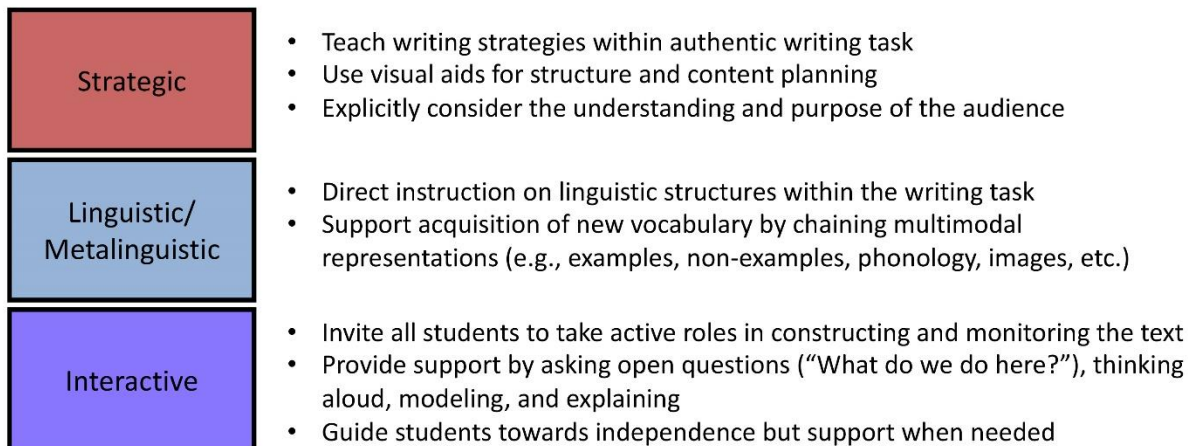 Strategic
• Teach writing strategies within authentic writing task
• Use visual aids for structure and content planning
• Explicitly consider the understanding and purpose of the audience
Linguistic/
Metalinguistic
• Direct instruction on linguistic structures within the writing task
• Support acquisition of new vocabulary by chaining multimodal
representations (e.g., examples, non-examples, phonology, images, etc.)
Interactive
• Invite all students to take active roles in constructing and monitoring the text
• Provide support by asking open questions (“What do we do here?”), thinking
aloud, modeling, and explaining
• Guide students towards independence but support when needed